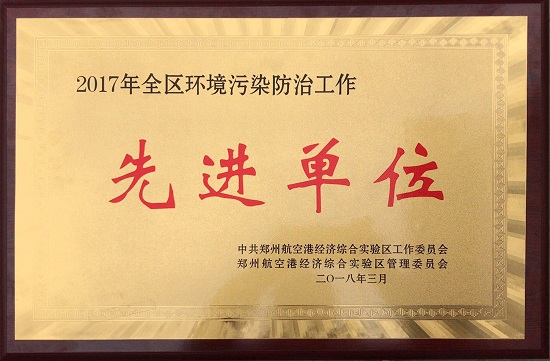 2017年全区环境污染防治工作
先进单位
中共郑州航空港经济综合实验区工作委员会
郑州航空港经济综合实验区管理委员会
二〇一八年三月